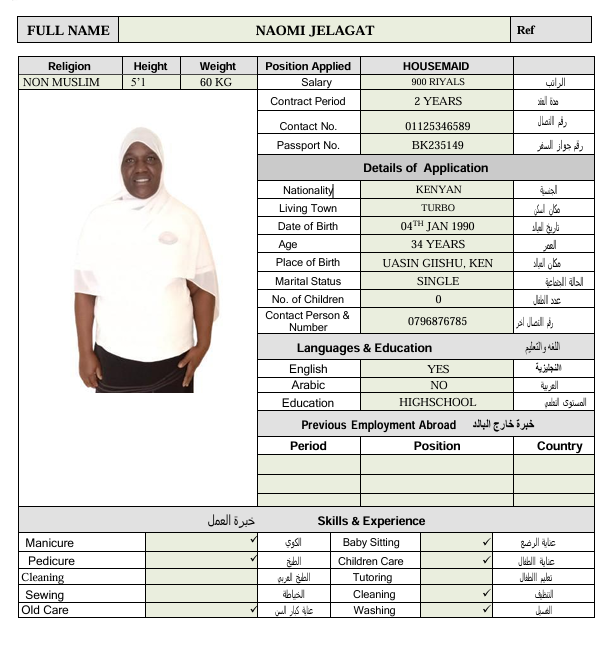 FULL NAME NAOMI JELAGAT Ref
Religion Height Weight Position Applied HOUSEMAID
NON MUSLIM 5'1 60 KG Salary 900 RIYALS الراتب
Contract Period 2 YEARS مدة العقد
Contact No. 01125346589 رقم الاتصال
Passport No. BK235149 رقم جواز السفر
Details of Application
Nationality KENYAN الجنسية
Living Town TURBO مكان السكن
Date of Birth 04TH JAN 1990 تاريخ الميلاد
Age 34 YEARS العمر
Place of Birth UASIN GIISHU, KEN مكان الميلاد
Marital Status SINGLE الحالة الاجتماعية
No. of Children 0 عدد الاطفال
Contact Person & Number 0796876785 رقم الاتصال اخر
Languages & Education اللغه والتعليم
English YES الانجليزية
Arabic NO العربية
Education HIGHSCHOOL المستوى التعليمي
Previous Employment Abroad خبرة خارج البالد
Period Position Country
خبرة العمل Skills & Experience
Manicure ✓ الكوي Baby Sitting ✓ عناية الرضع
Pedicure ✓ الطبخ Children Care ✓ عناية الاطفال
Cleaning الطبخ العربي Tutoring تعليم الاطفال
Sewing الخياطة Cleaning ✓ التنظيف
Old Care ✓ عناية كبار السن Washing ✓ الغسيل